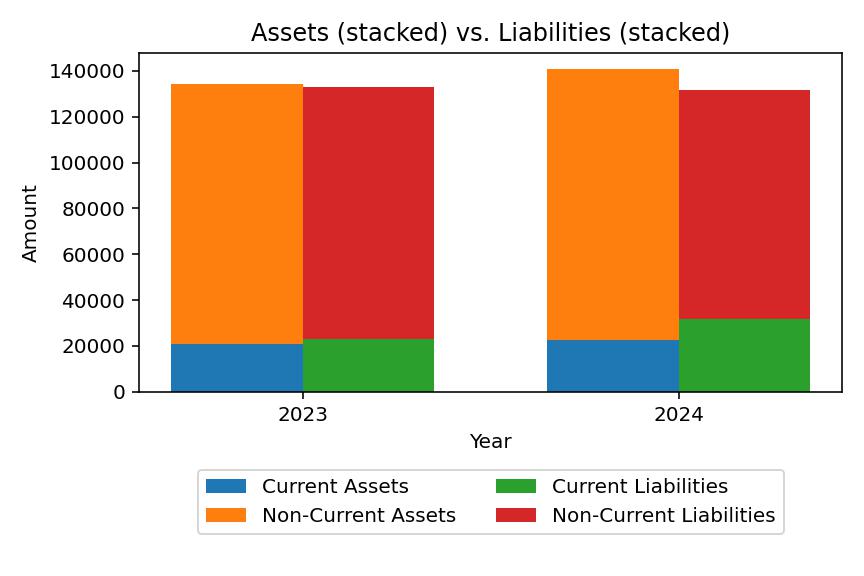 Assets (stacked) vs. Liabilities (stacked)
140000
120000
100000
80000
60000
40000
20000
0
Amount
2023
2024
Year
Current Assets
Non-Current Assets
Current Liabilities
Non-Current Liabilities